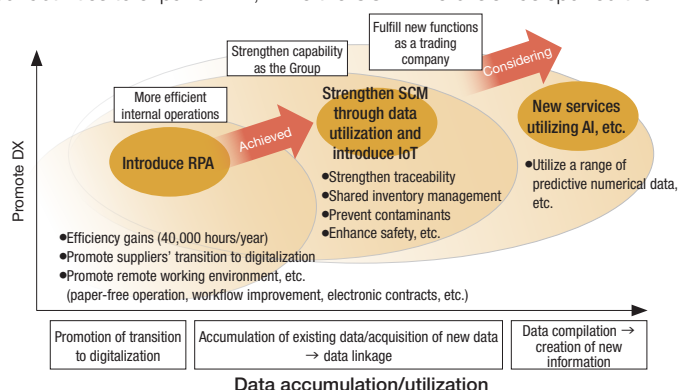 Fulfill new functions
as a trading
company
Strengthen capability
as the Group
Considering
More efficient
internal operations
Strengthen SCM
through data
utilization and
introduce IoT
New services
utilizing AI, etc.
Achieved
Introduce RPA
Promote DX
●Utilize a range of
predictive numerical data,
etc.
●Strengthen traceability
●Shared inventory management
●Prevent contaminants
●Enhance safety, etc.
●Efficiency gains (40,000 hours/year)
●Promote suppliers' transition to digitalization
●Promote remote working environment, etc.
(paper-free operation, workflow improvement, electronic contracts, etc.)
Promotion of transition
to digitalization
Accumulation of existing data/acquisition of new data
→ data linkage
Data compilation →
creation of new
information
Data accumulation/utilization